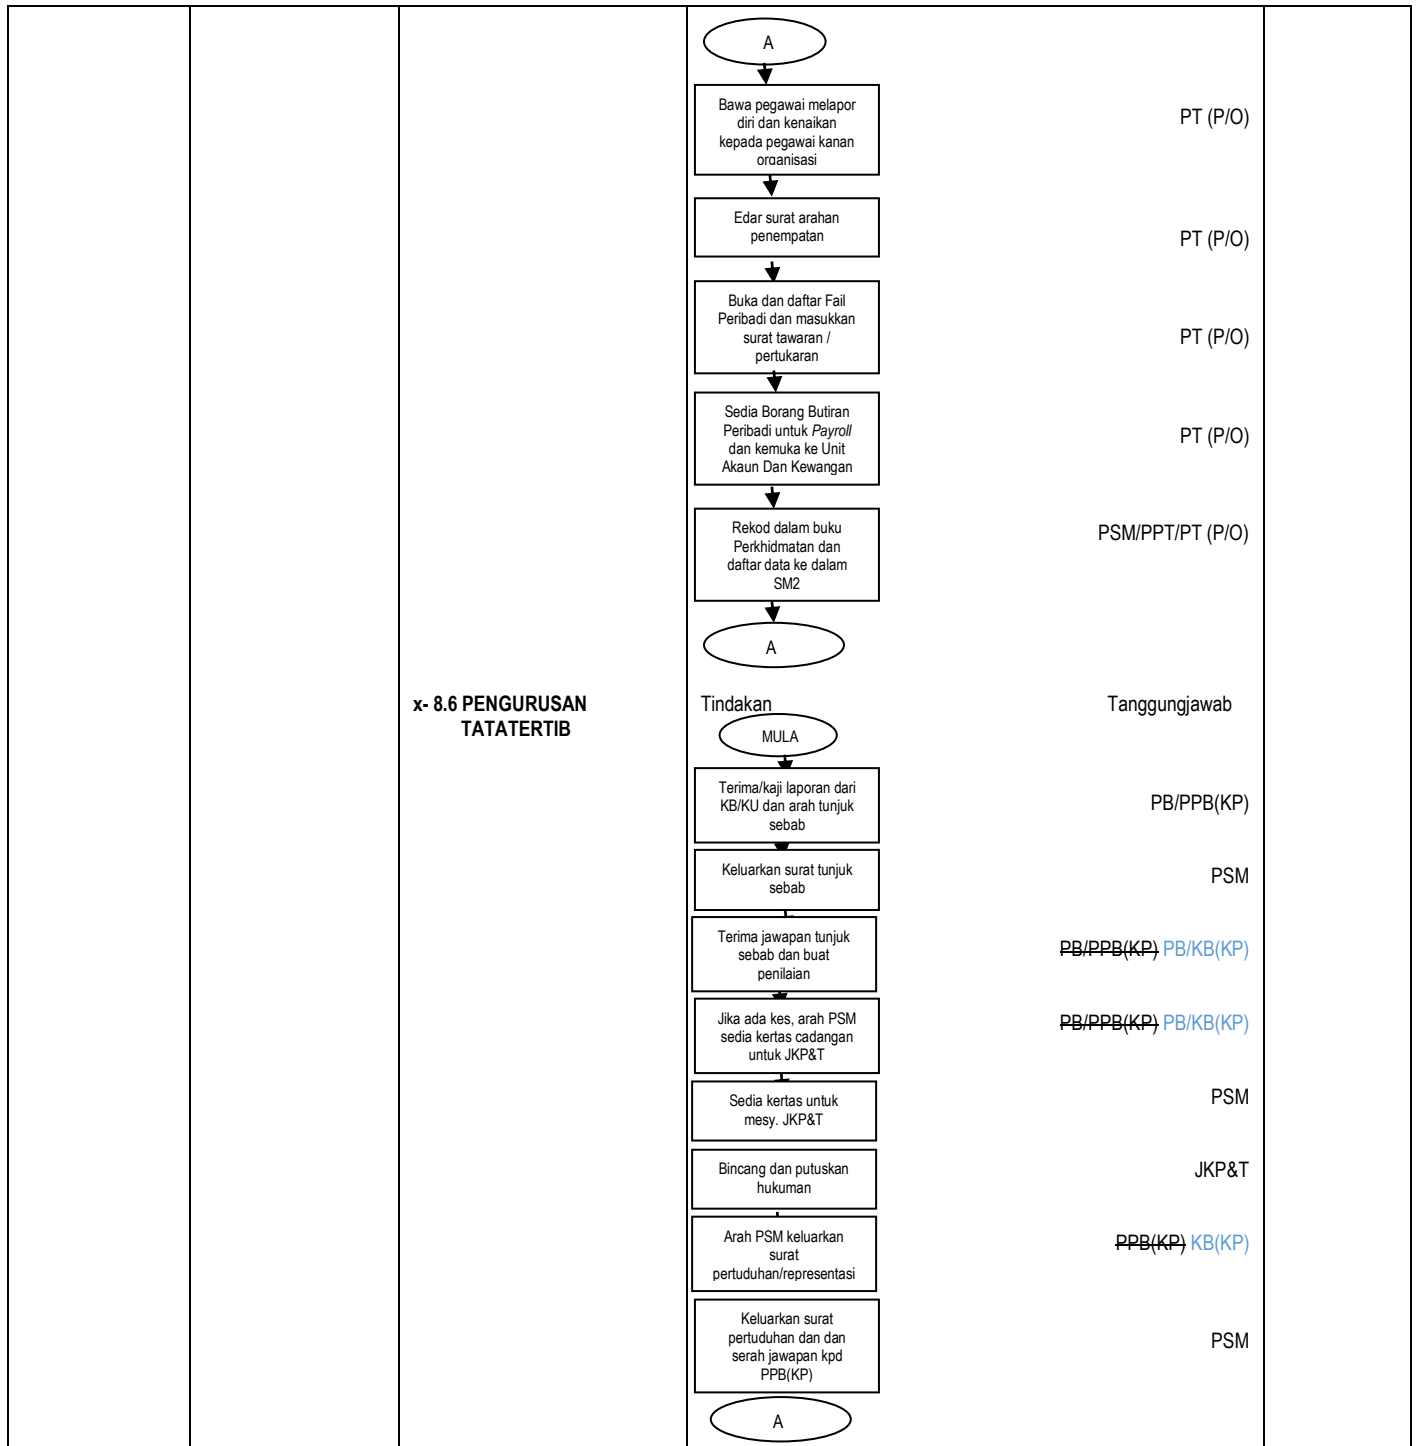 A
Bawa pegawai melapor
diri dan kenaikan
kepada pegawai kanan
organisasi
PT (P/O)
Edar surat arahan
penempatan
PT (P/O)
Buka dan daftar Fail
Peribadi dan masukkan
surat tawaran /
pertukaran
PT (P/O)
Sedia Borang Butiran
Peribadi untuk Payroll
dan kemuka ke Unit
Akaun Dan Kewangan
PT (P/O)
Rekod dalam buku
Perkhidmatan dan
daftar data ke dalam
SM2
PSM/PPT/PT (P/O)
A
x- 8.6 PENGURUSAN
TATATERTIB
Tindakan
Tanggungjawab
MULA
Terima/kaji laporan dari
KB/KU dan arah tunjuk
sebab
PB/PPB(KP)
Keluarkan surat tunjuk
sebab
PSM
Terima jawapan tunjuk
sebab dan buat
penilaian
PB/PPB(KP) PB/KB(KP)
Jika ada kes, arah PSM
sedia kertas cadangan
untuk JKP&T
PB/PPB(KP) PB/KB(KP)
Sedia kertas untuk
mesy. JKP&T
PSM
Bincang dan putuskan
hukuman
JKP&T
Arah PSM keluarkan
surat
pertuduhan/representasi
PPB(KP) KB(KP)
Keluarkan surat
pertuduhan dan dan
serah jawapan kpd
PPB(KP)
PSM
A